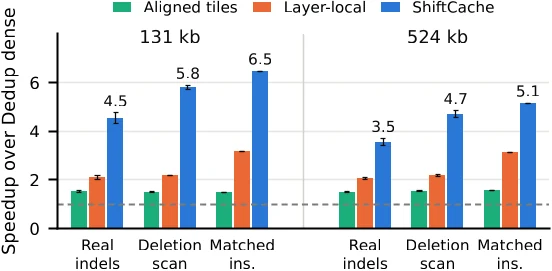 Aligned tiles Layer-local ShiftCache
131 kb 524 kb
Speedup over Dedup dense
6
4
2
0
4.5 5.8 6.5 3.5 4.7 5.1
Real Deletion Matched Real Deletion Matched
indels scan ins. indels scan ins.